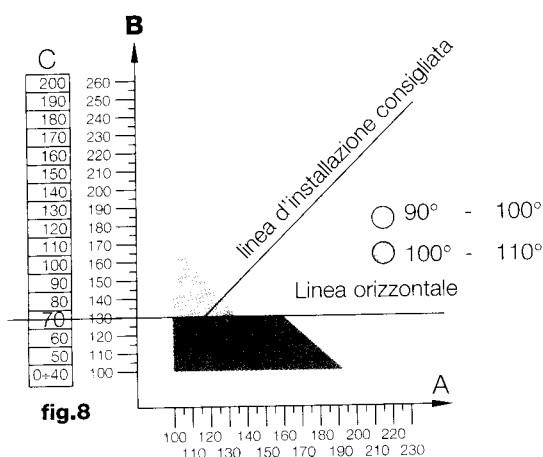 B
C
200 260
190 250
180 240
170 230
160 220
150 210
140 200
130 190
120 180
110 170
100 160
90 150
80 140
70 130
60 120
50 110
0÷40 100
linea d'installazione consigliata
90° - 100°
100° - 110°
Linea orizzontale
A
fig.8
100 120 140 160 180 200 220
110 130 150 170 190 210 230